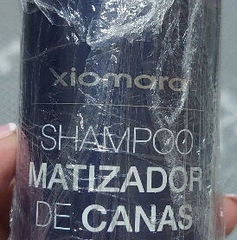 xiomara
SHAMPOO
MATIZADOR
DE CANAS